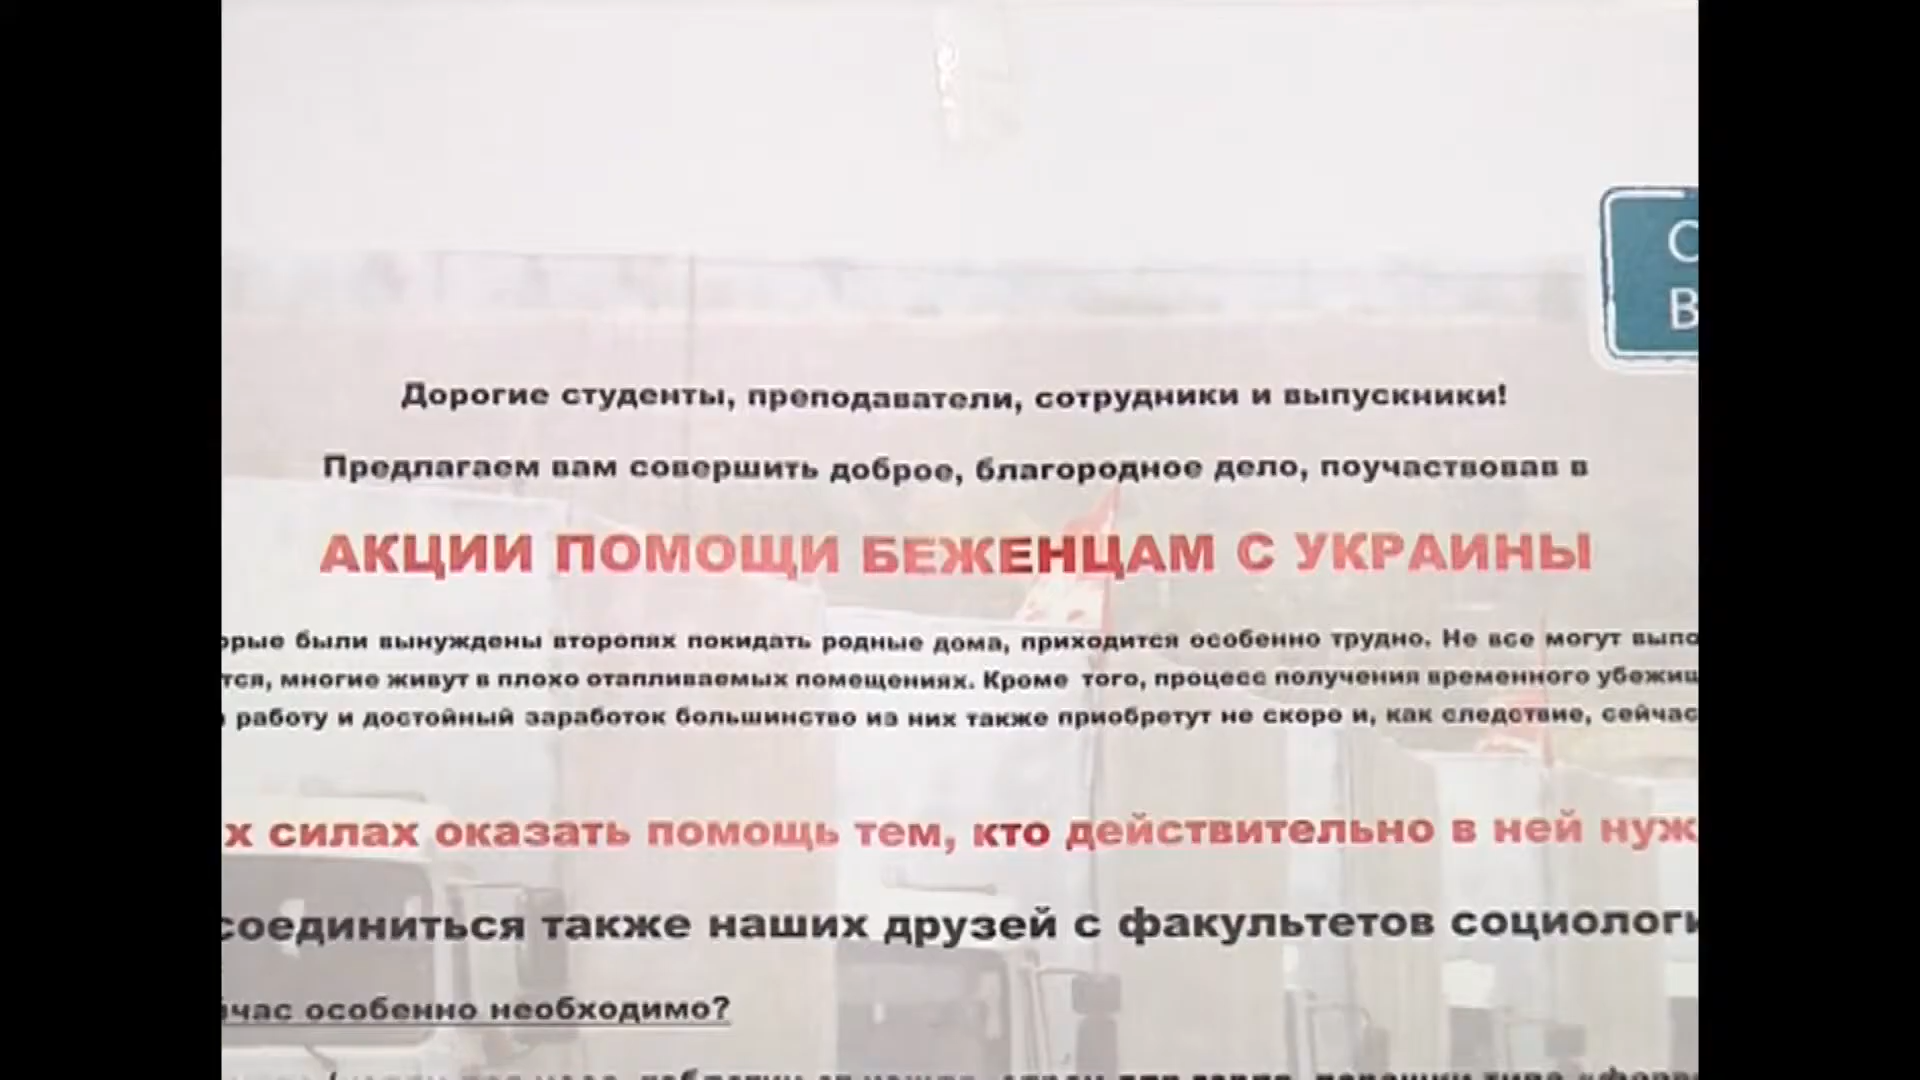 С
В
Дорогие студенты, преподаватели, сотрудники и выпускники!
Предлагаем вам совершить доброе, благородное дело, поучаствовав в
АКЦИИ ПОМОЩИ БЕЖЕНЦАМ С УКРАИНЫ
орые были вынуждены второпях покидать родные дома, приходится особенно трудно. Не все могут выпо
тся, многие живут в плохо отапливаемых помещениях. Кроме того, процесс получения временного убежищ
работу и достойный заработок большинство из них также приобретут не скоро и, как следствие, сейчас
х силах оказать помощь тем, кто действительно в ней нуж
соединиться также наших друзей с факультетов социологи
йчас особенно необходимо?